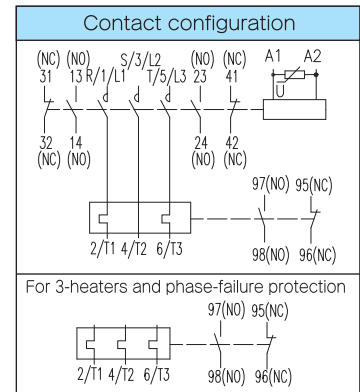 Contact configuration
(NC) (NO) S/3/L2 (NO) (NC) A1 A2
31 13 R/1/L1 T/5/L3 23 41
U
32 14 24 42
(NC) (NO) (NO) (NC)
97(NO) 95(NC)
2/T1 4/T2 6/T3
98(NO) 96(NC)
For 3-heaters and phase-failure protection
97(NO) 95(NC)
2/T1 4/T2 6/T3 98(NO) 96(NC)